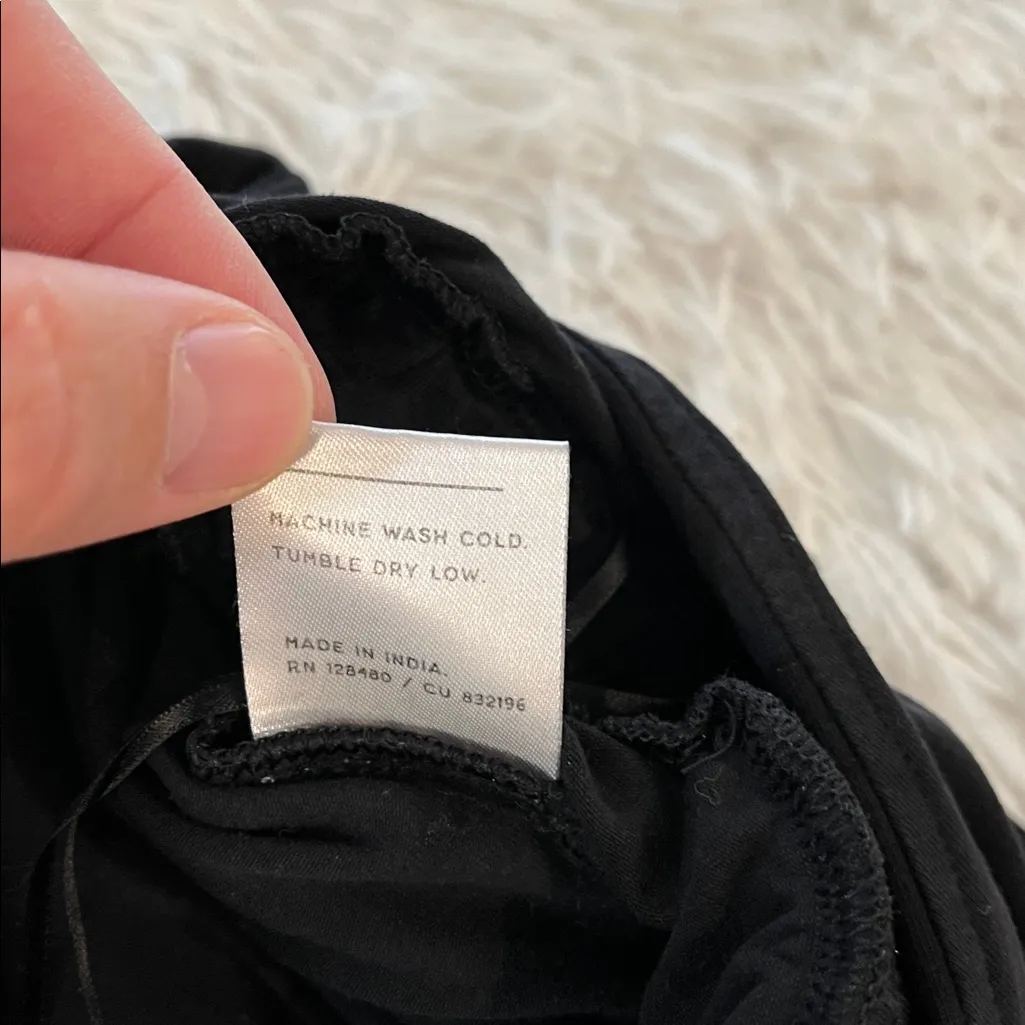 MACHINE WASH COLD.
TUMBLE DRY LOW.
MADE IN INDIA.
RN 128480 / CU 832196